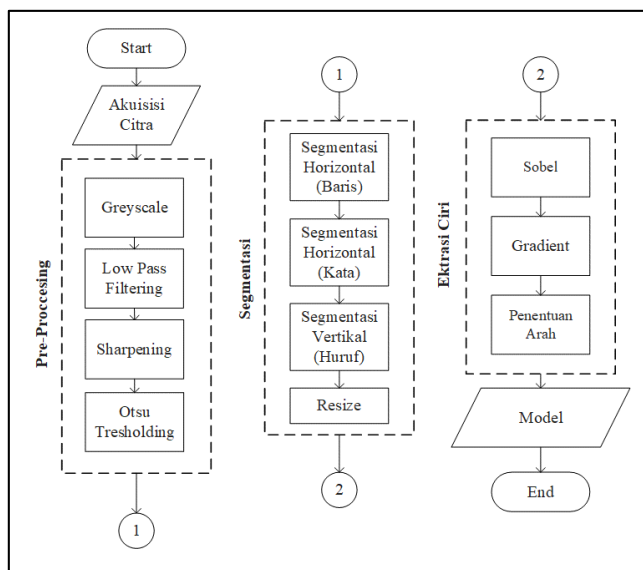 Start
Akuisisi
Citra
Pre-Proccesing
Greyscale
Low Pass
Filtering
Sharpening
Otsu
Tresholding
1
1
Segmentasi
Segmentasi
Horizontal
(Baris)
Segmentasi
Horizontal
(Kata)
Segmentasi
Vertikal
(Huruf)
Resize
2
2
Ektrasi Ciri
Sobel
Gradient
Penentuan
Arah
Model
End